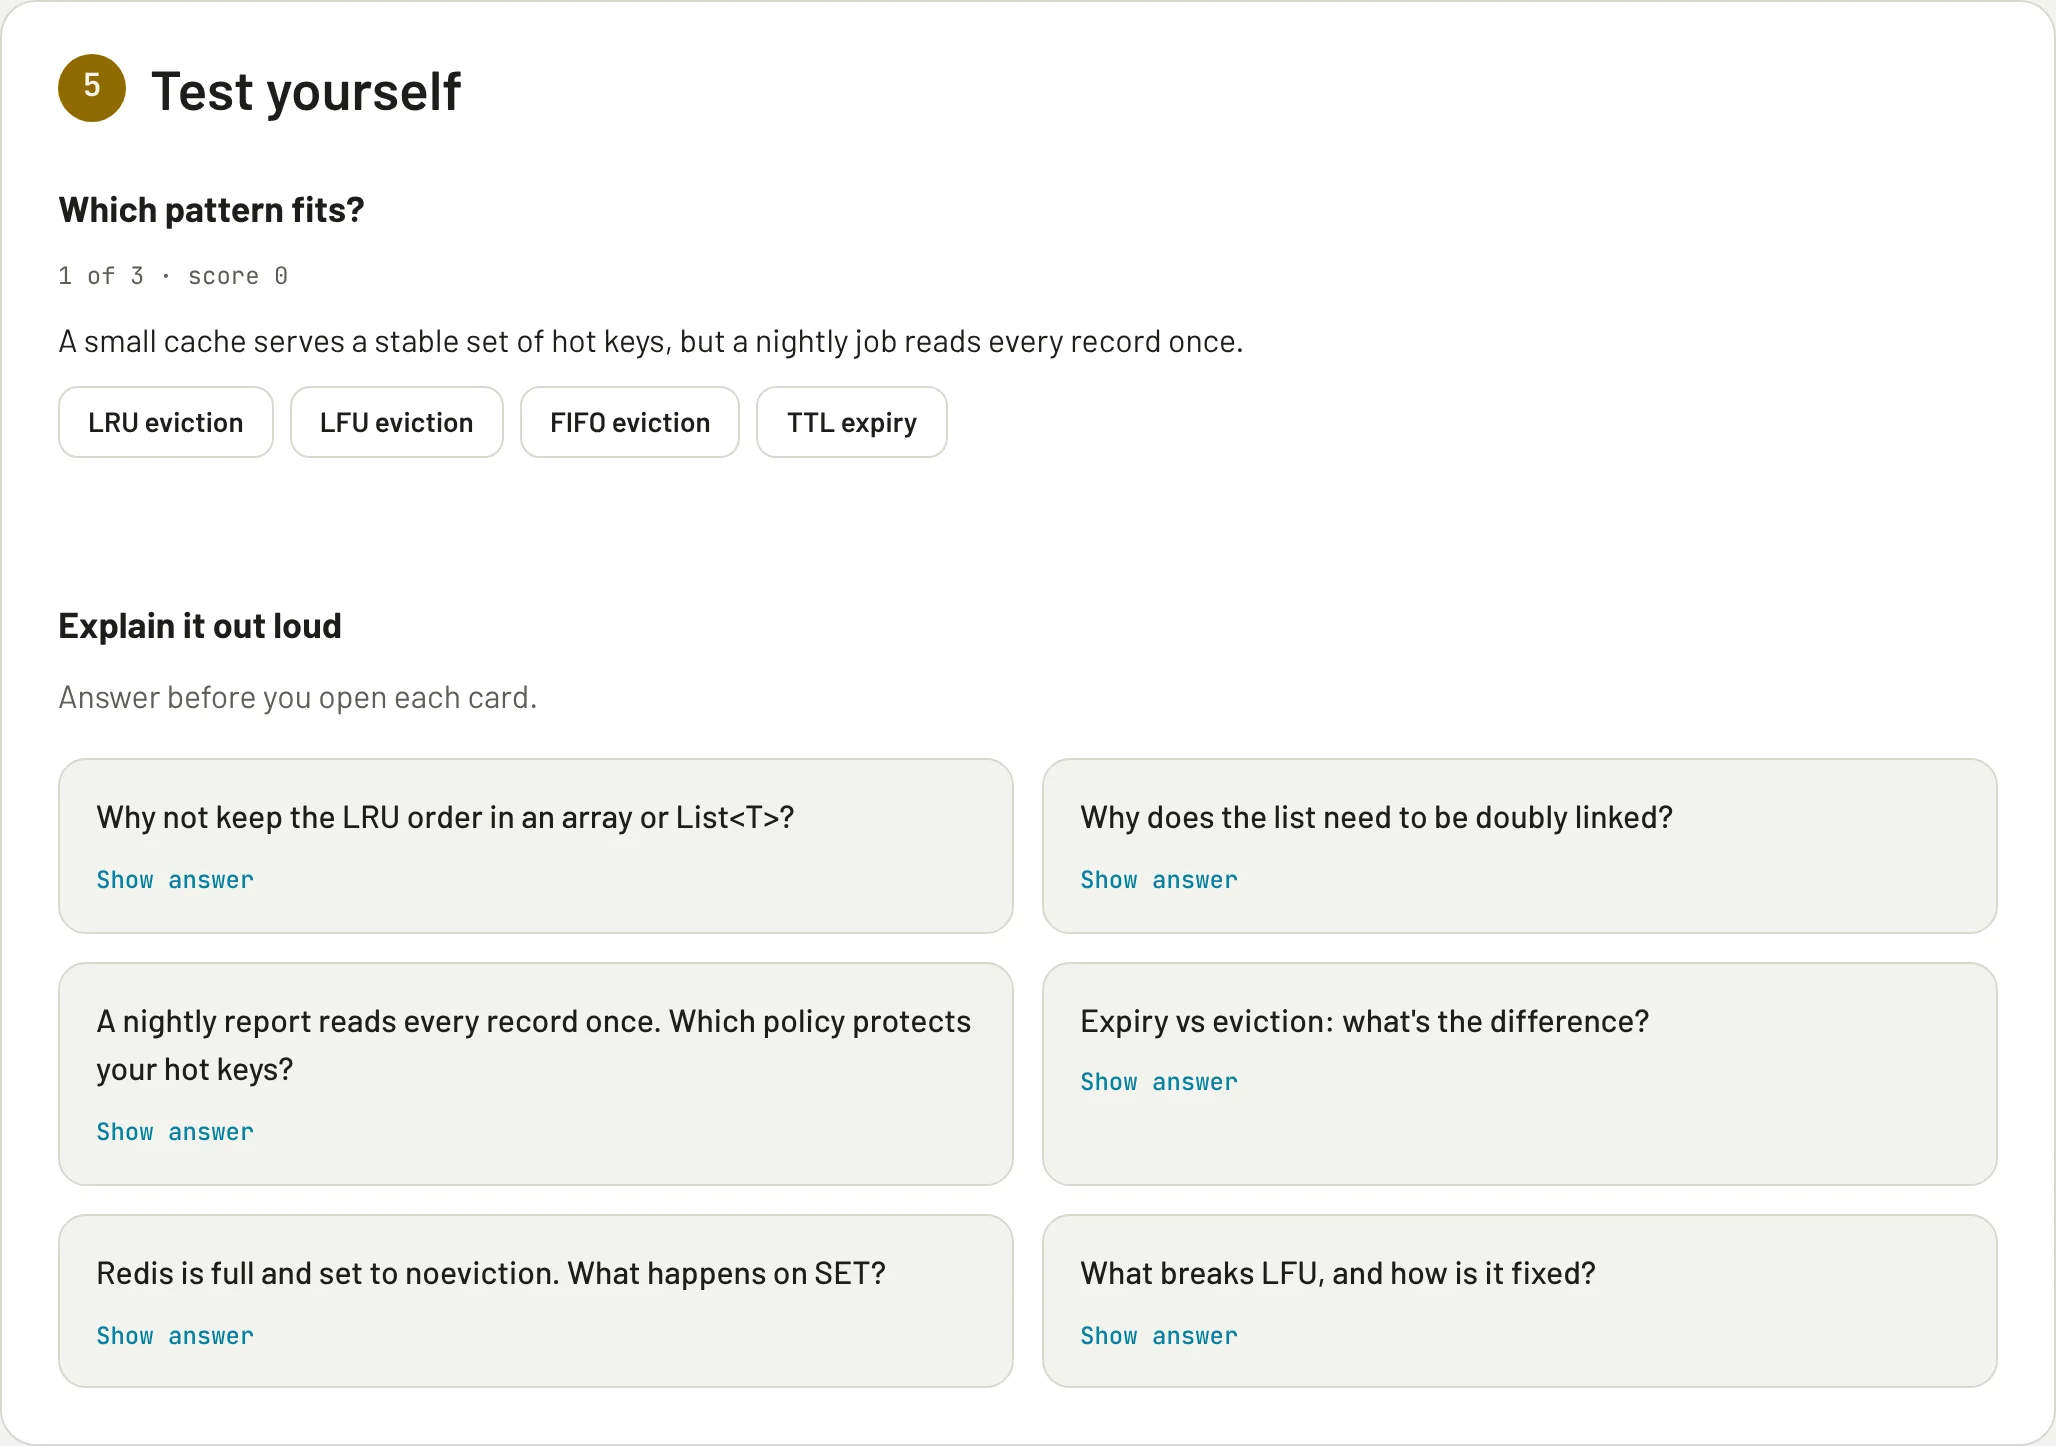 5
Test yourself
Which pattern fits?
1 of 3 · score 0
A small cache serves a stable set of hot keys, but a nightly job reads every record once.
LRU eviction
LFU eviction
FIFO eviction
TTL expiry
Explain it out loud
Answer before you open each card.
Why not keep the LRU order in an array or List<T>?
Show answer
Why does the list need to be doubly linked?
Show answer
A nightly report reads every record once. Which policy protects
your hot keys?
Show answer
Expiry vs eviction: what's the difference?
Show answer
Redis is full and set to noeviction. What happens on SET?
Show answer
What breaks LFU, and how is it fixed?
Show answer